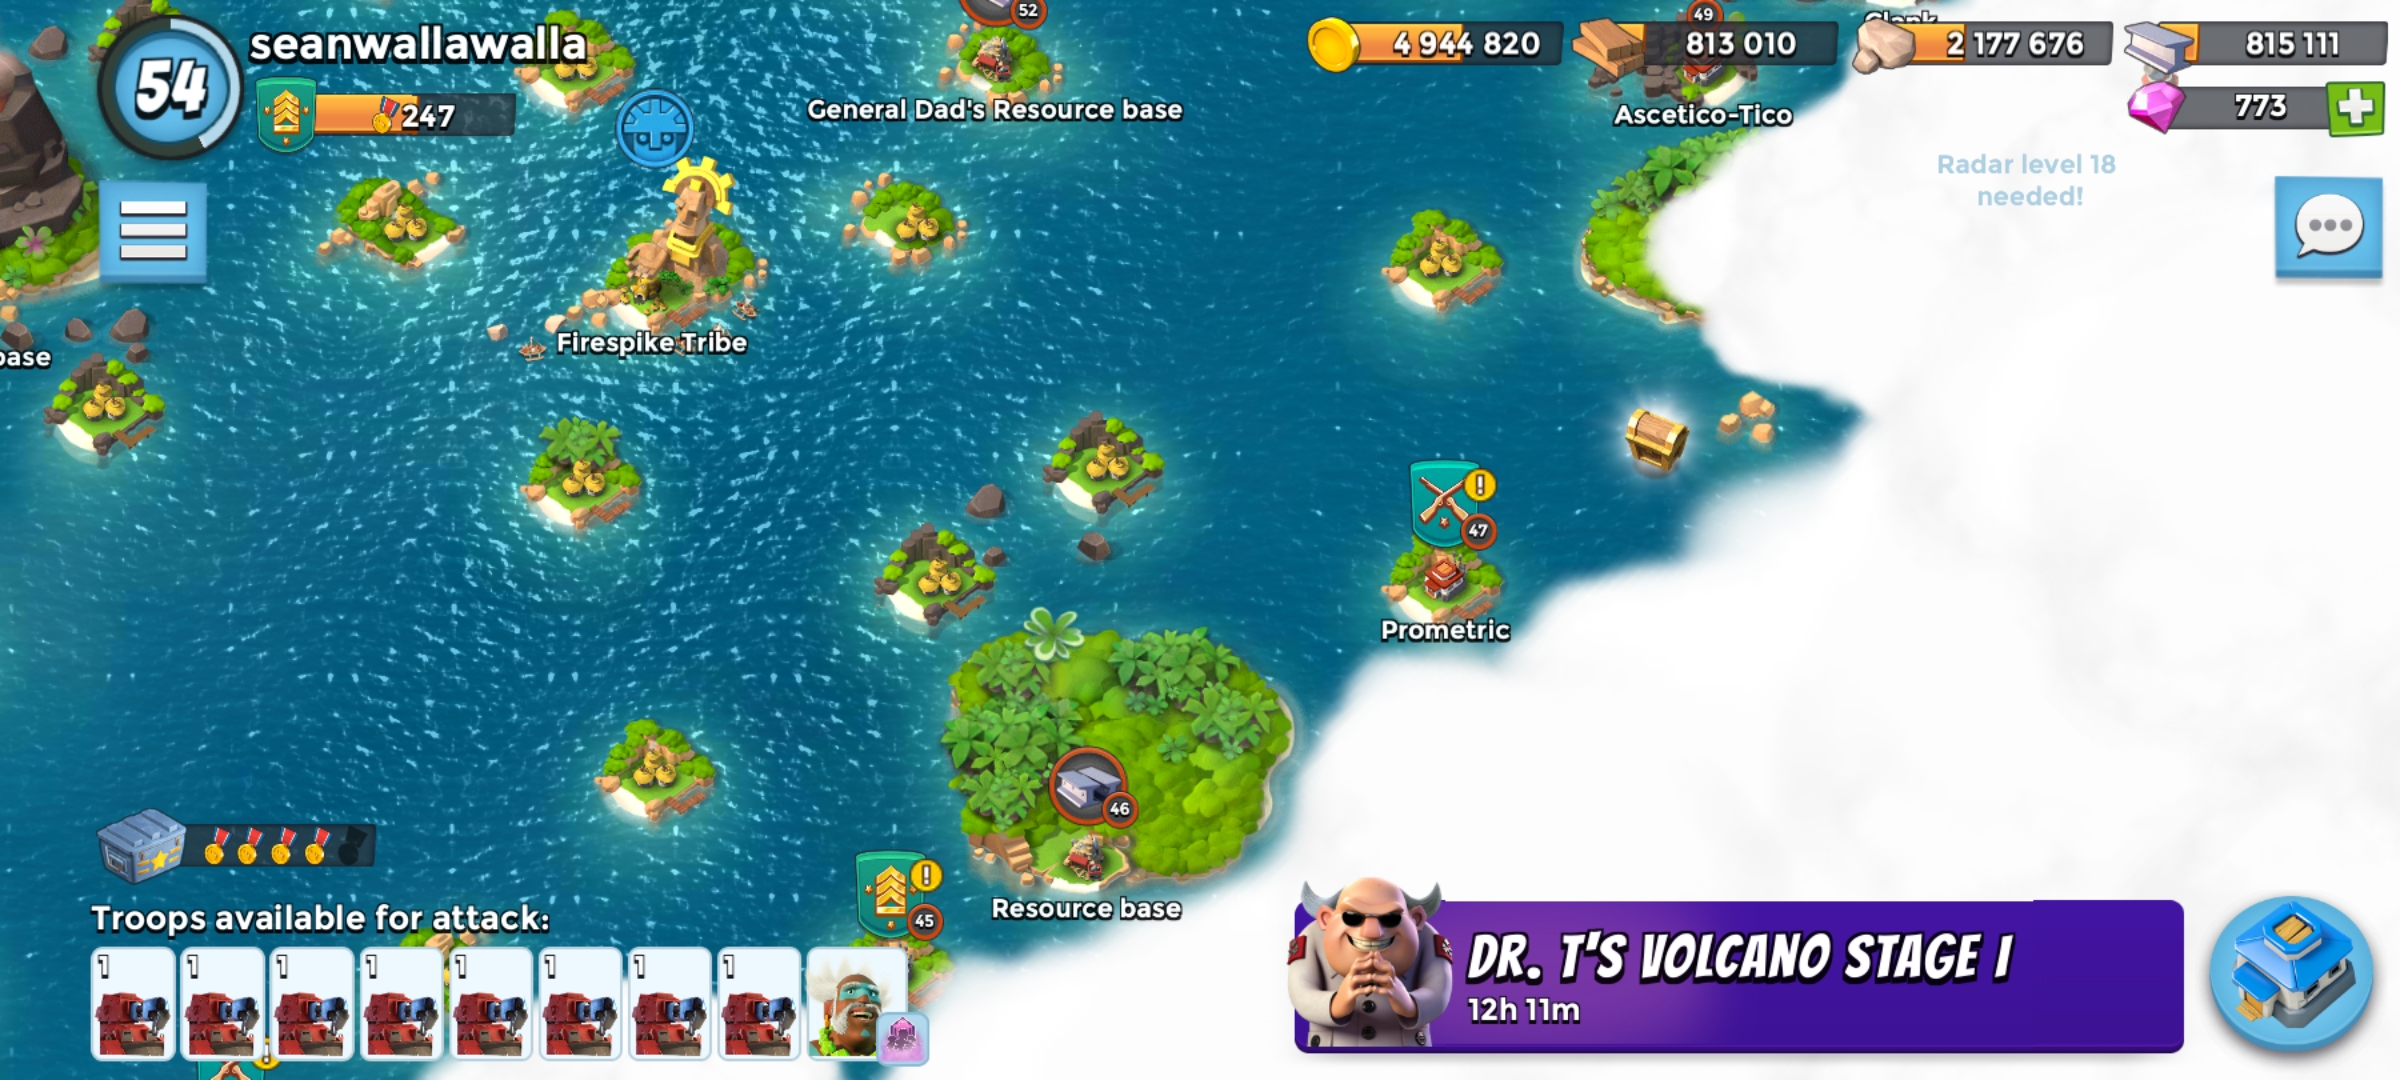 52
49
54
seanwallawalla
247
4 944 820
813 010
2 177 676
815 111
773
General Dad's Resource base
Ascetico-Tico
Radar level 18
needed!
Firespike Tribe
base
47
Prometric
46
Resource base
45
Troops available for attack:
1
1
1
1
1
1
1
1
DR. T'S VOLCANO STAGE I
12h 11m